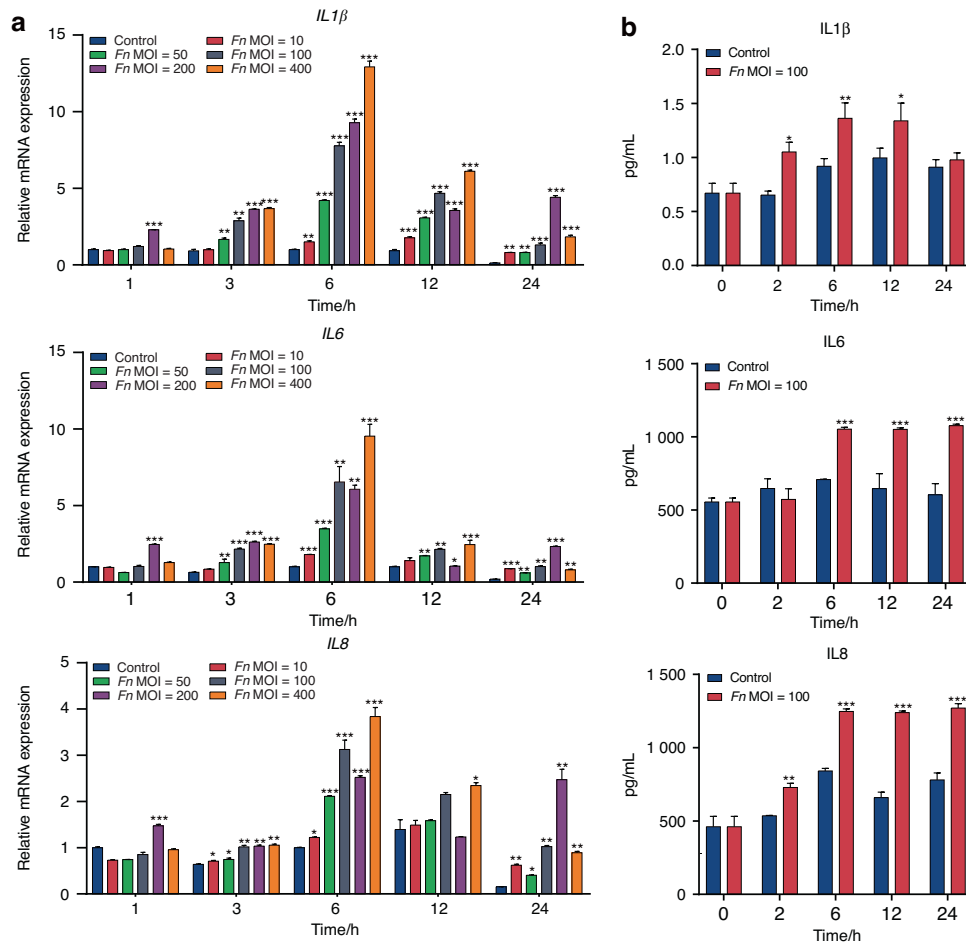 a
IL1β
Relative mRNA expression
Control
Fn MOI = 10
Fn MOI = 50
Fn MOI = 100
Fn MOI = 200
Fn MOI = 400
15
10
5
0
***
** *** *** ***
** *** *** *** ***
*** *** *** *** ***
** ** *** *** ***
1 3 6 12 24
Time/h
IL6
Relative mRNA expression
Control
Fn MOI = 10
Fn MOI = 50
Fn MOI = 100
Fn MOI = 200
Fn MOI = 400
15
10
5
0
***
** *** *** ***
*** *** ** ** ***
** ** * ***
*** ** ** *** **
1 3 6 12 24
Time/h
IL8
Relative mRNA expression
Control
Fn MOI = 10
Fn MOI = 50
Fn MOI = 100
Fn MOI = 200
Fn MOI = 400
5
4
3
2
1
0
***
* * ** ** **
* *** *** *** ***
*
** * ** ** **
1 3 6 12 24
Time/h
b
IL1β
pg/mL
Control
Fn MOI = 100
2.0
1.5
1.0
0.5
0.0
* ** *
0 2 6 12 24
Time/h
IL6
pg/mL
Control
Fn MOI = 100
1 500
1 000
500
0
*** *** ***
0 2 6 12 24
Time/h
IL8
pg/mL
Control
Fn MOI = 100
1 500
1 000
500
0
** *** *** ***
0 2 6 12 24
Time/h